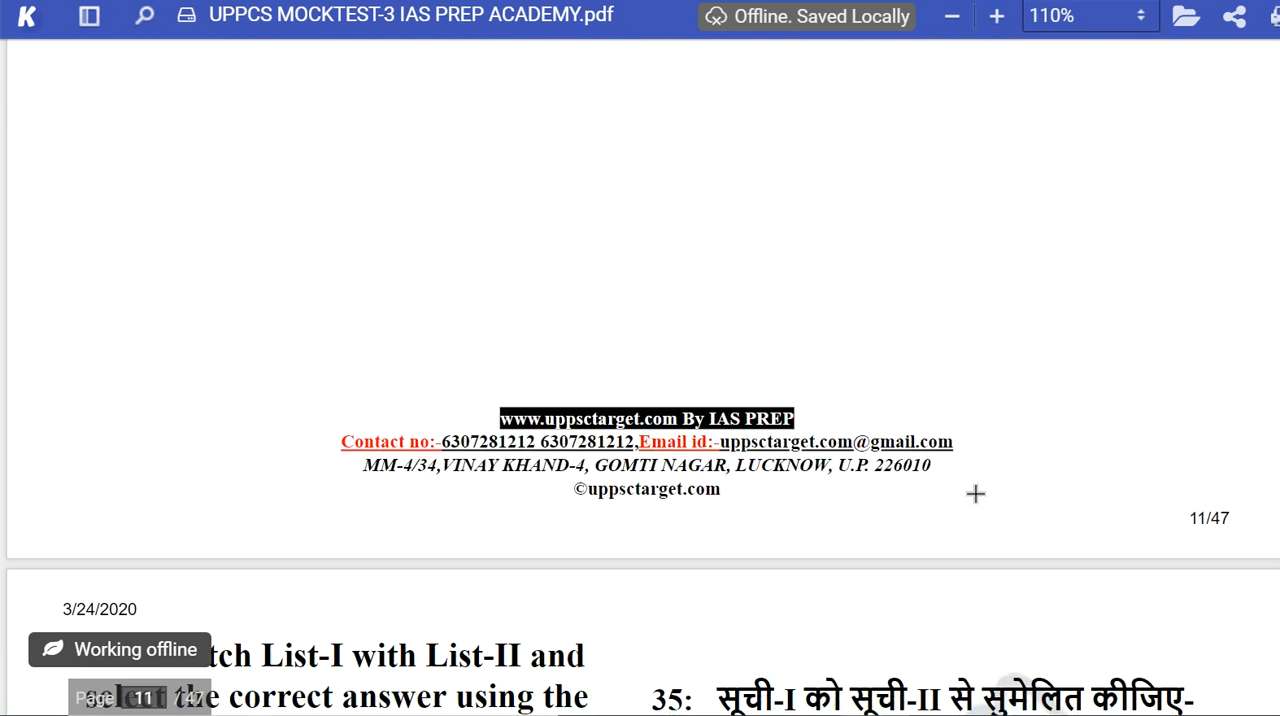 K UPPCS MOCKTEST-3 IAS PREP ACADEMY.pdf Offline. Saved Locally 110%
www.uppsctarget.com By IAS PREP
Contact no:-6307281212 6307281212,Email id:-uppsctarget.com@gmail.com
MM-4/34,VINAY KHAND-4, GOMTI NAGAR, LUCKNOW, U.P. 226010
©uppsctarget.com
11/47
3/24/2020
Working offline
List-I with List-II and
Page 11 / 47
the correct answer using the
35: सूची-I को सूची-II से सुमेलित कीजिए-